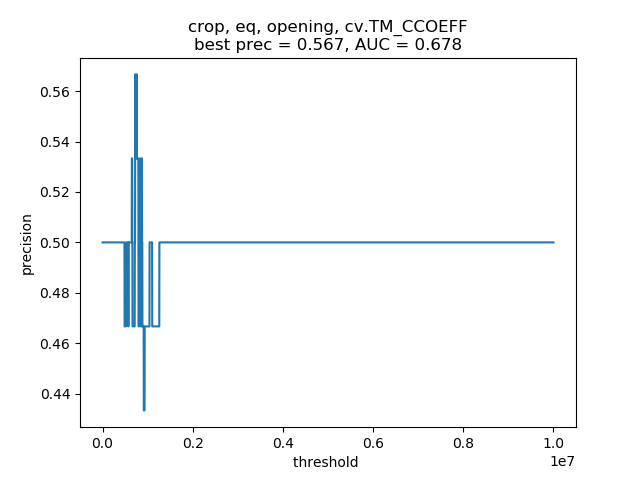 crop, eq, opening, cv.TM_CCOEFF
best prec = 0.567, AUC = 0.678
0.56
0.54
0.52
0.50
0.48
0.46
0.44
precision
0.0
0.2
0.4
0.6
0.8
1.0
1e7
threshold